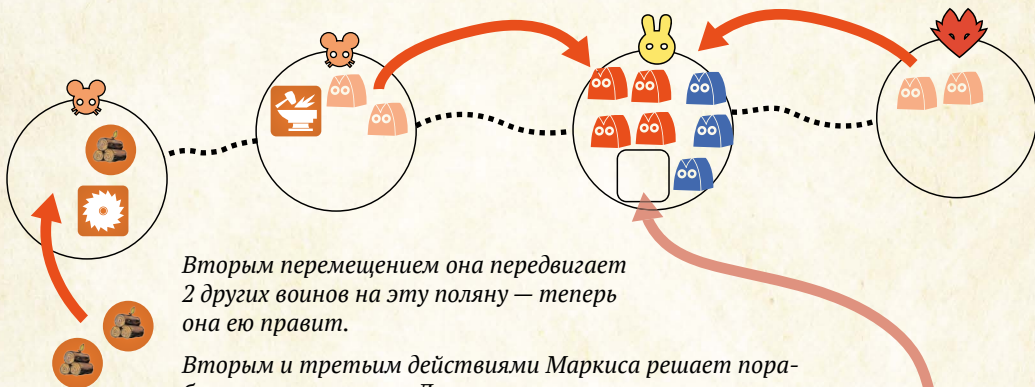 Вторым перемещением она передвигает
2 других воинов на эту поляну — теперь
она ею правит.
Вторым и третьим действиями Маркиса решает пора-